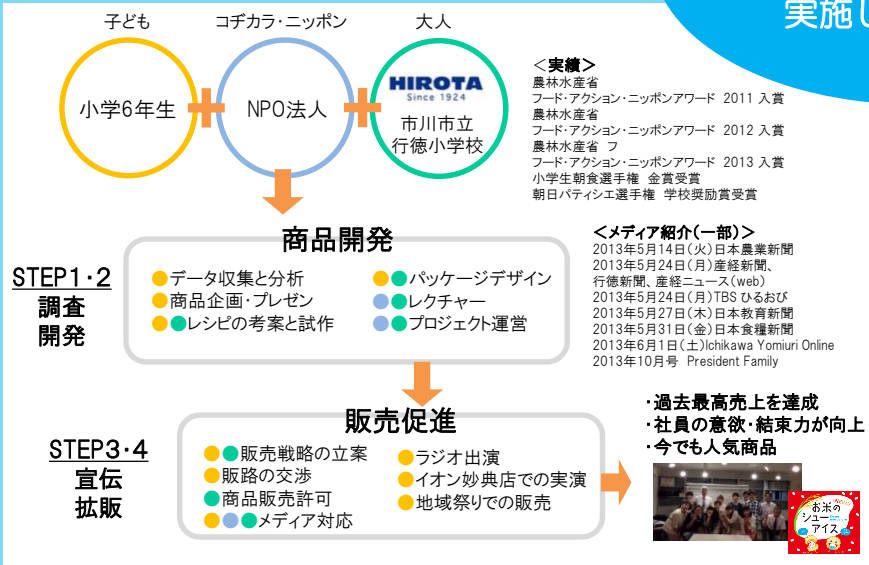 実施し
子ども
コヂカラ・ニッポン
大人
小学6年生
NPO法人
HIROTA
Since 1924
市川市立
行徳小学校
＜実績＞
農林水産省
フード・アクション・ニッポンアワード 2011 入賞
農林水産省
フード・アクション・ニッポンアワード 2012 入賞
農林水産省 フ
フード・アクション・ニッポンアワード 2013 入賞
小学生朝食選手権 金賞受賞
朝日パティシエ選手権 学校奨励賞受賞
STEP1・2
調査
開発
商品開発
●データ収集と分析
●商品企画・プレゼン
●●レシピの考案と試作
●●パッケージデザイン
●●レクチャー
●●プロジェクト運営
＜メディア紹介(一部)＞
2013年5月14日(火)日本農業新聞
2013年5月24日(月)産経新聞、
行徳新聞、産経ニュース(web)
2013年5月24日(月)TBS ひるおび
2013年5月27日(木)日本教育新聞
2013年5月31日(金)日本食糧新聞
2013年6月1日(土)Ichikawa Yomiuri Online
2013年10月号 President Family
STEP3・4
宣伝
拡販
販売促進
●●販売戦略の立案
●販路の交渉
●商品販売許可
●●●メディア対応
●ラジオ出演
●イオン妙典店での実演
●地域祭りでの販売
・過去最高売上を達成
・社員の意欲・結束力が向上
・今でも人気商品
お米の
シュー
アイス